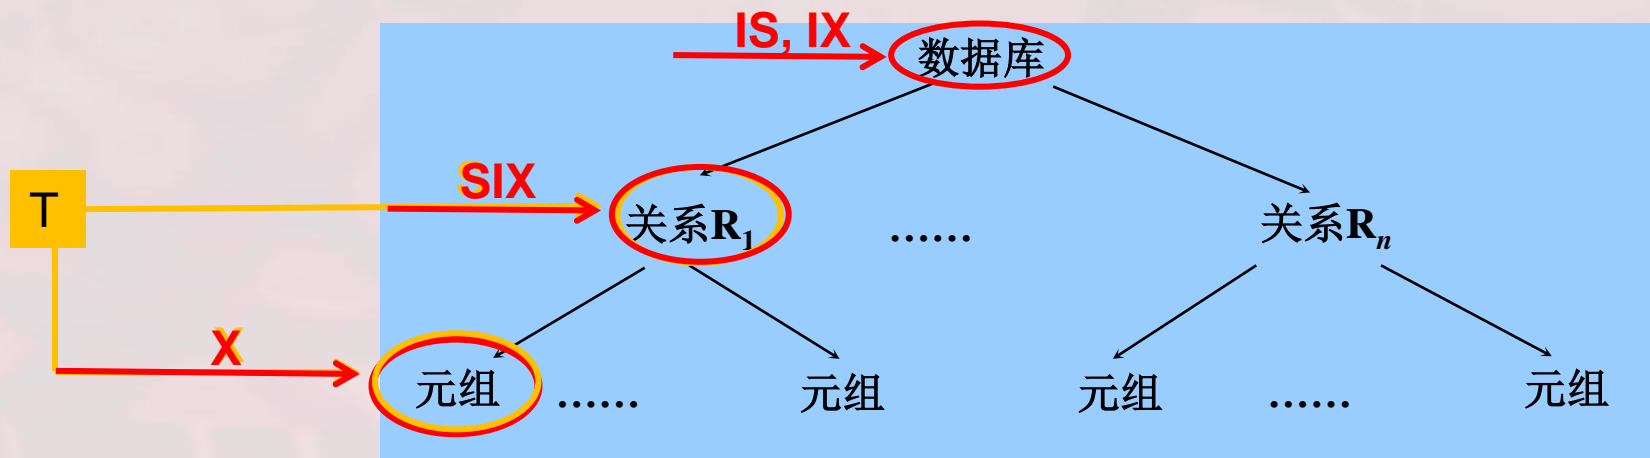 IS, IX
数据库
T
SIX
关系R1
……
关系Rn
X
元组
……
元组
元组
……
元组